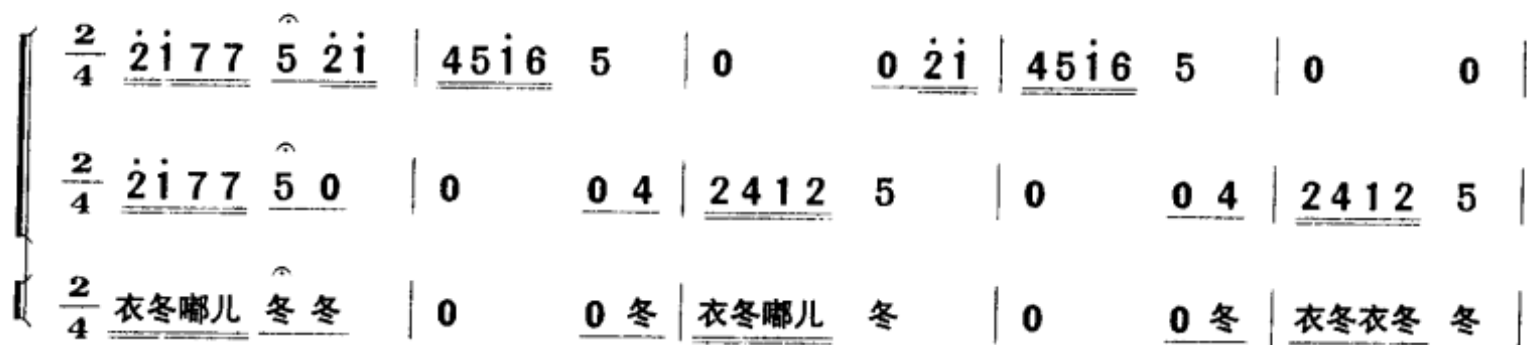 2/4 2̇1̇77 5 2̇1̇ | 451̇6 5 | 0 0 2̇1̇ | 451̇6 5 | 0 0 |
2/4 2̇1̇77 5 0 | 0 0 4 | 2412 5 | 0 0 4 | 2412 5 |
2/4 衣冬嘟儿 冬 冬 | 0 0 冬 | 衣冬嘟儿 冬 | 0 0 冬 | 衣冬衣冬 冬 |